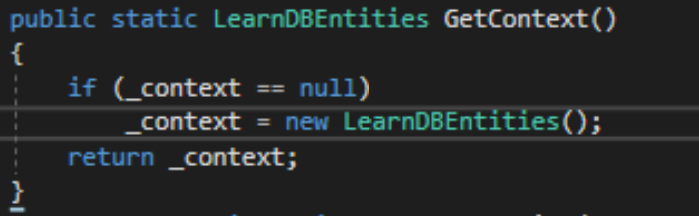 public static LearnDBEntities GetContext()
{
if (_context == null)
_context = new LearnDBEntities();
return _context;
}